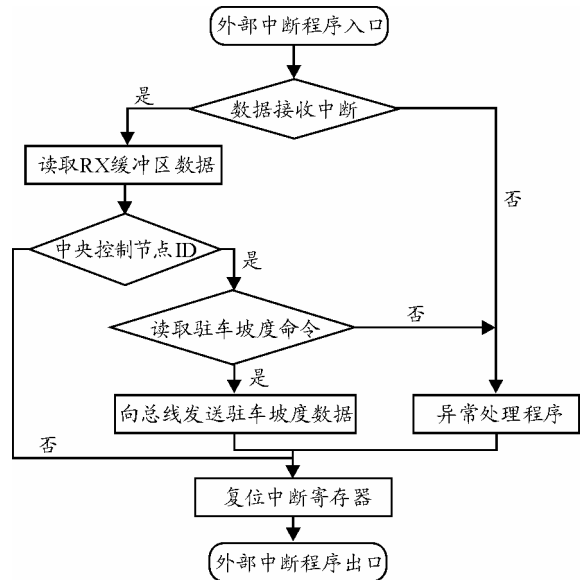 外部中断程序入口
是
数据接收中断
读取RX缓冲区数据
否
中央控制节点ID
是
读取驻车坡度命令
否
是
向总线发送驻车坡度数据
异常处理程序
否
复位中断寄存器
外部中断程序出口